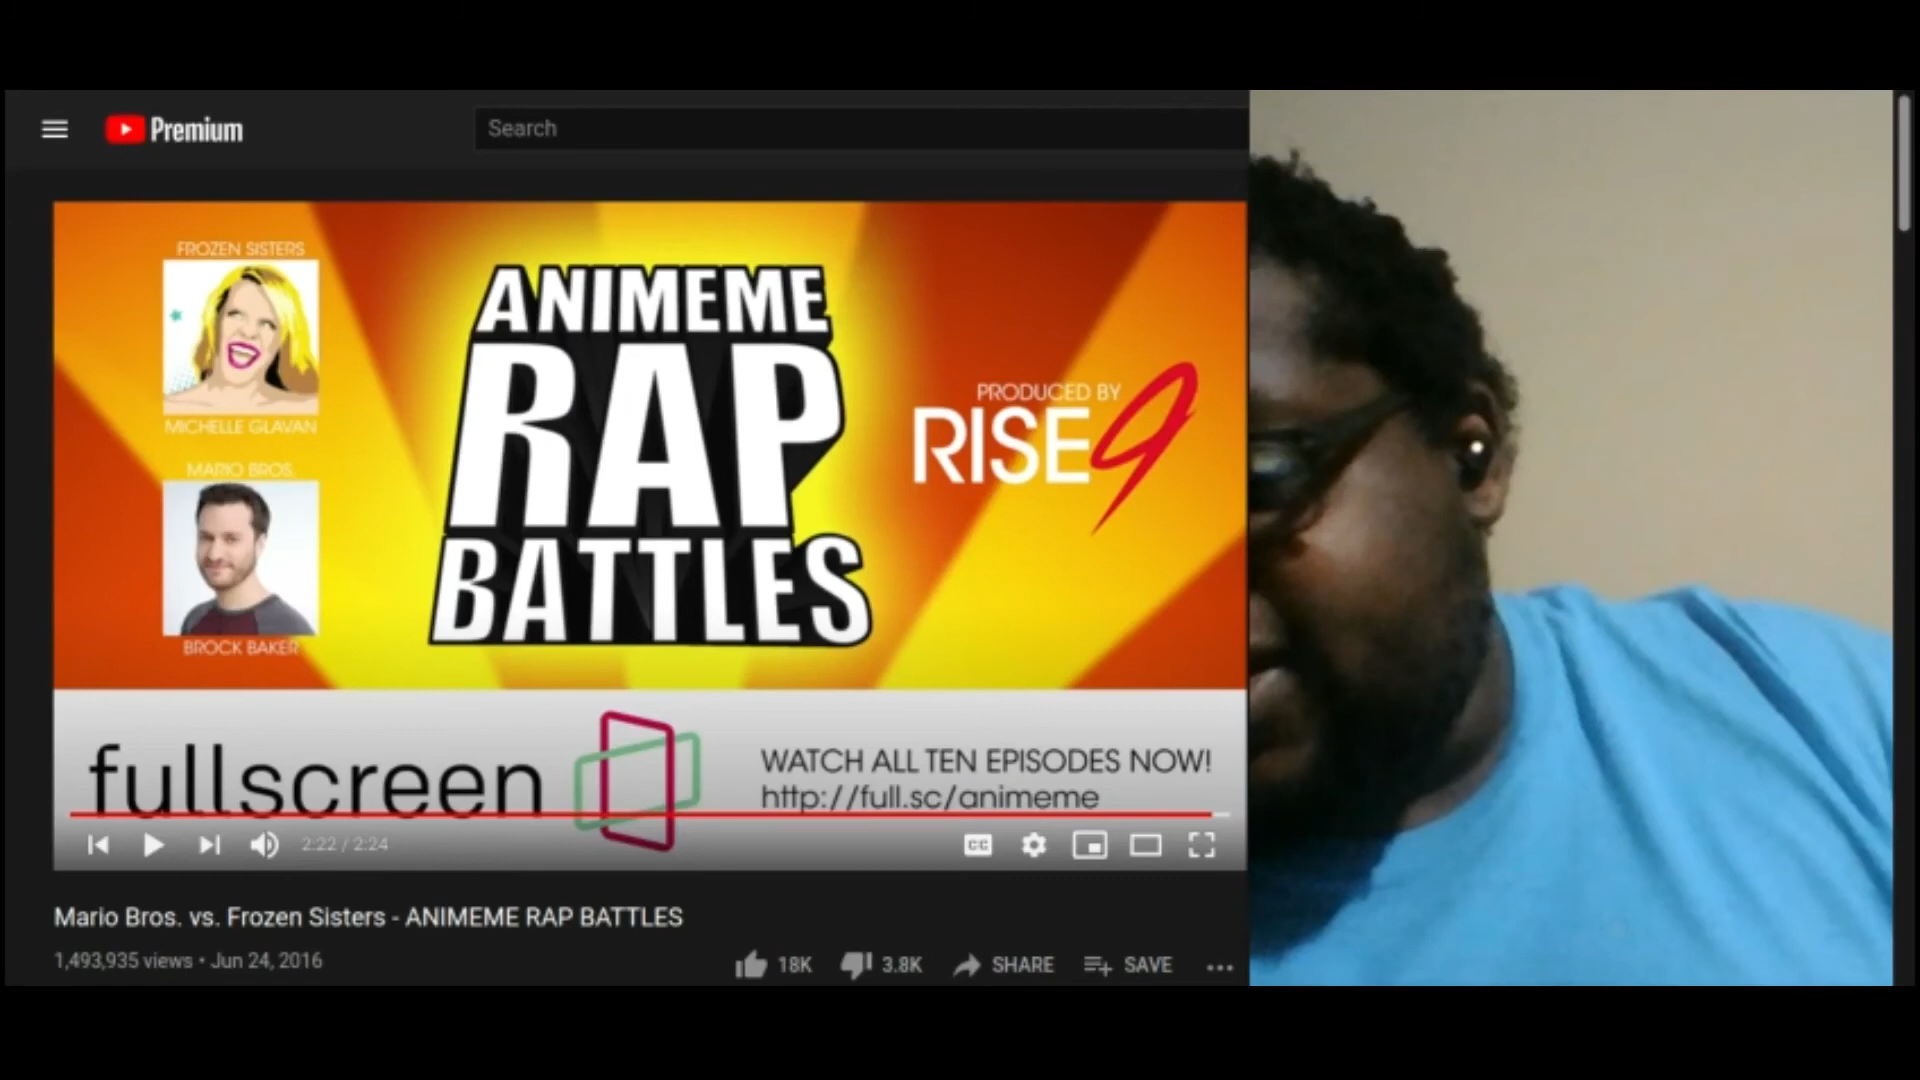 Premium
Search
FROZEN SISTERS
MICHELLE GLAVAN
MARIO BROS.
BROCK BAKER
ANIMEME
RAP
BATTLES
PRODUCED BY
RISE9
fullscreen
WATCH ALL TEN EPISODES NOW!
http://full.sc/animeme
2:22 / 2:24
CC
Mario Bros. vs. Frozen Sisters - ANIMEME RAP BATTLES
1,493,935 views • Jun 24, 2016
18K
3.8K
SHARE
SAVE